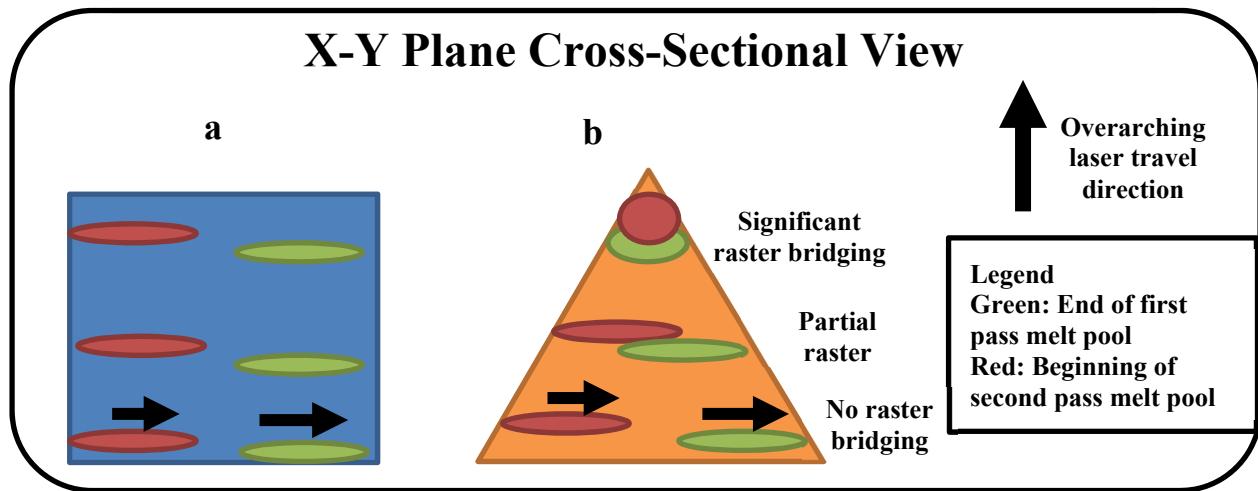 X-Y Plane Cross-Sectional View
a
b
Overarching
laser travel
direction
Significant
raster bridging
Partial
raster
No raster
bridging
Legend
Green: End of first
pass melt pool
Red: Beginning of
second pass melt pool